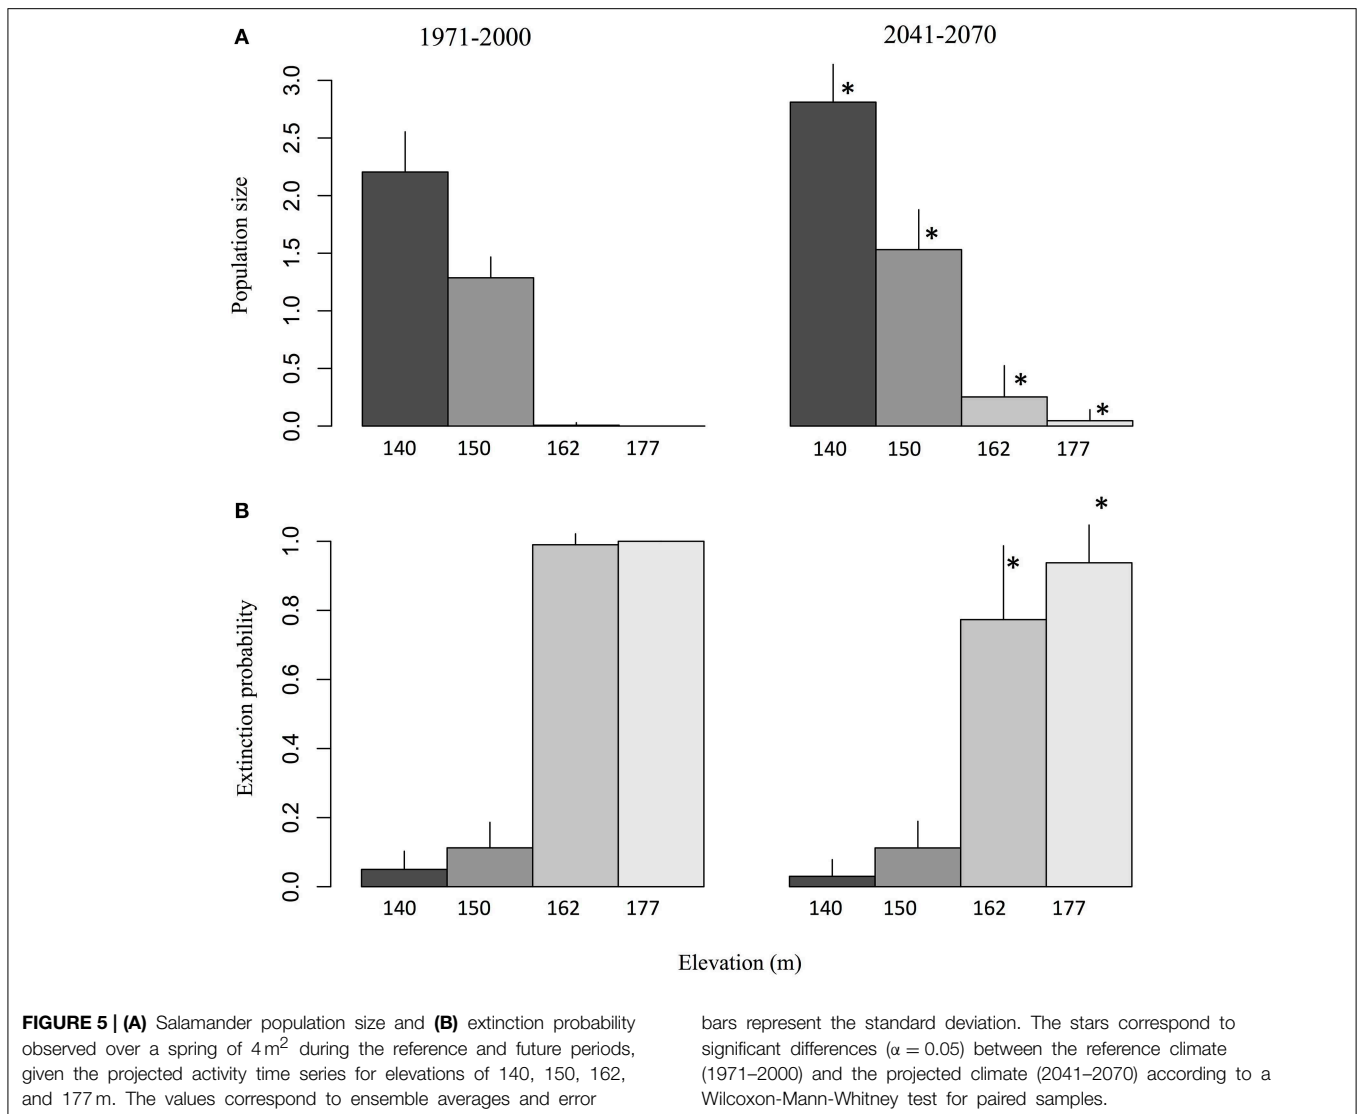 A
1971-2000
2041-2070
Population size
3.0
2.5
2.0
1.5
1.0
0.5
0.0
*
*
*
*
140 150 162 177
140 150 162 177
B
Extinction probability
1.0
0.8
0.6
0.4
0.2
0.0
*
*
140 150 162 177
140 150 162 177
Elevation (m)
FIGURE 5 | (A) Salamander population size and (B) extinction probability
observed over a spring of 4 m² during the reference and future periods,
given the projected activity time series for elevations of 140, 150, 162,
and 177 m. The values correspond to ensemble averages and error
bars represent the standard deviation. The stars correspond to
significant differences (α = 0.05) between the reference climate
(1971–2000) and the projected climate (2041–2070) according to a
Wilcoxon-Mann-Whitney test for paired samples.